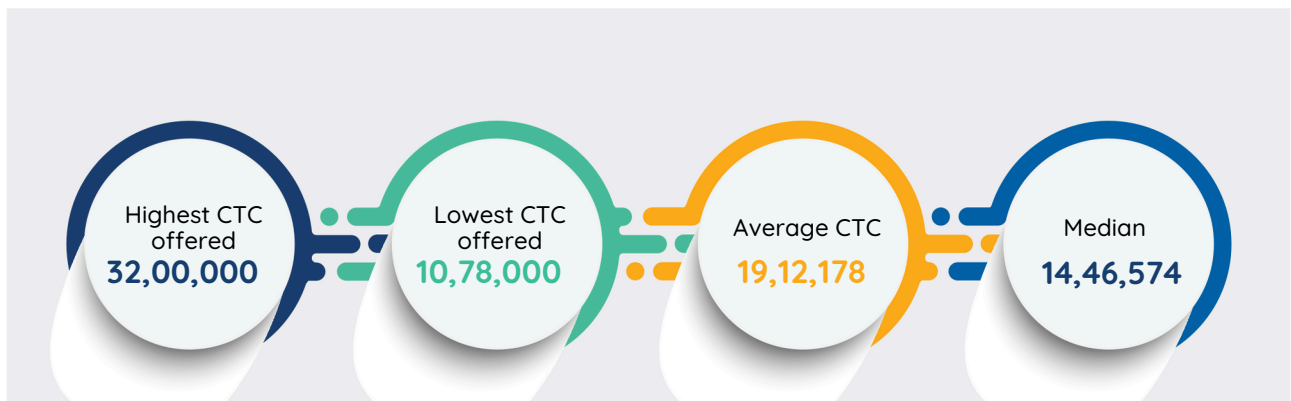 Highest CTC
offered
32,00,000
Lowest CTC
offered
10,78,000
Average CTC
19,12,178
Median
14,46,574